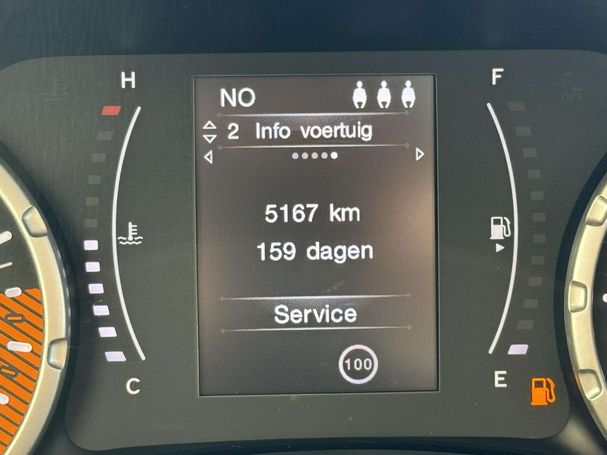 H
F
NO
2 Info voertuig
5167 km
159 dagen
Service
100
C
E